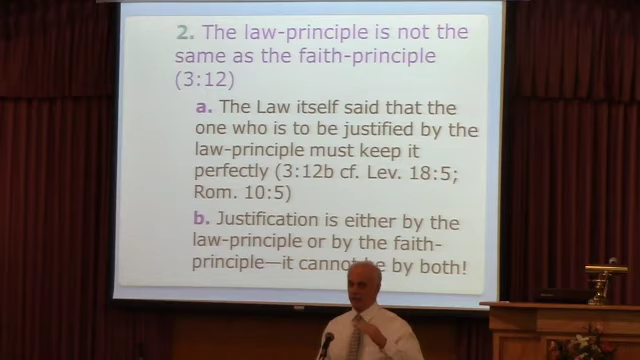 2. The law-principle is not the
same as the faith-principle
(3:12)
a. The Law itself said that the
one who is to be justified by the
law-principle must keep it
perfectly (3:12b cf. Lev. 18:5;
Rom. 10:5)
b. Justification is either by the
law-principle or by the faith-
principle—it cannot be by both!